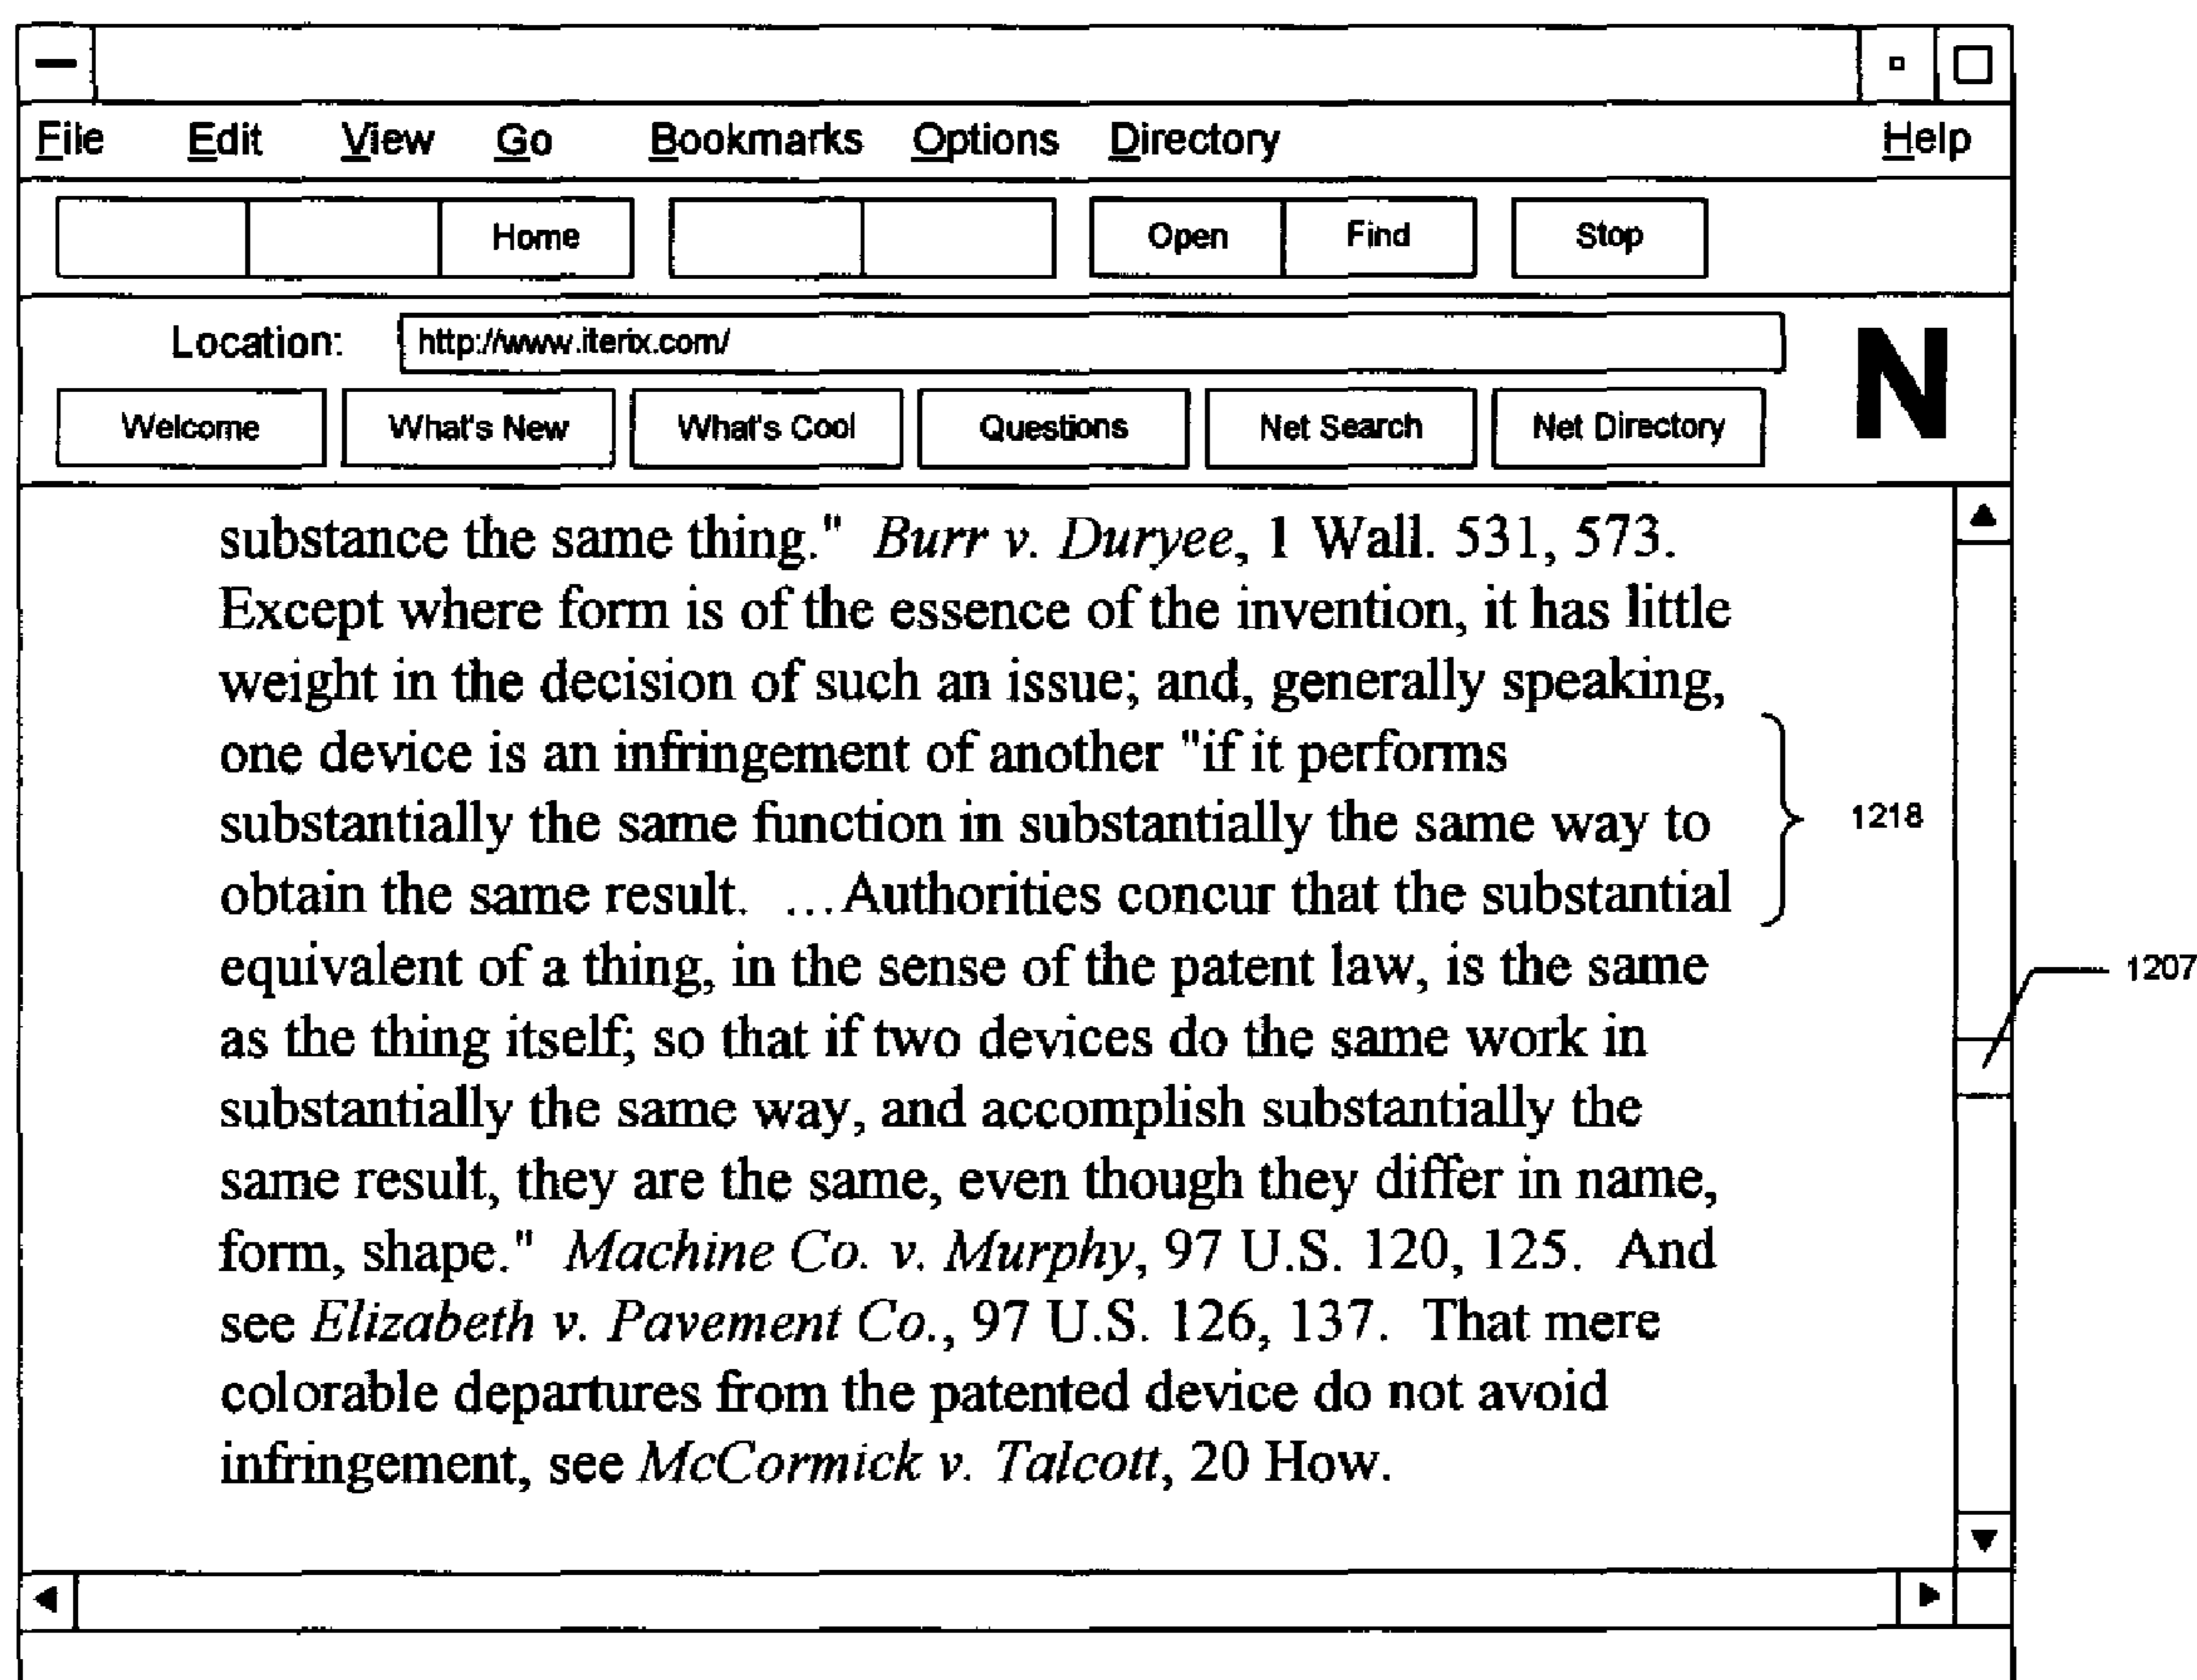 File Edit View Go Bookmarks Options Directory Help
Home Open Find Stop
Location: http://www.iterix.com/
N
Welcome What's New What's Cool Questions Net Search Net Directory
substance the same thing." Burr v. Duryee, 1 Wall. 531, 573.
Except where form is of the essence of the invention, it has little
weight in the decision of such an issue; and, generally speaking,
one device is an infringement of another "if it performs
substantially the same function in substantially the same way to
1218
obtain the same result. ...Authorities concur that the substantial
equivalent of a thing, in the sense of the patent law, is the same
1207
as the thing itself; so that if two devices do the same work in
substantially the same way, and accomplish substantially the
same result, they are the same, even though they differ in name,
form, shape." Machine Co. v. Murphy, 97 U.S. 120, 125. And
see Elizabeth v. Pavement Co., 97 U.S. 126, 137. That mere
colorable departures from the patented device do not avoid
infringement, see McCormick v. Talcott, 20 How.